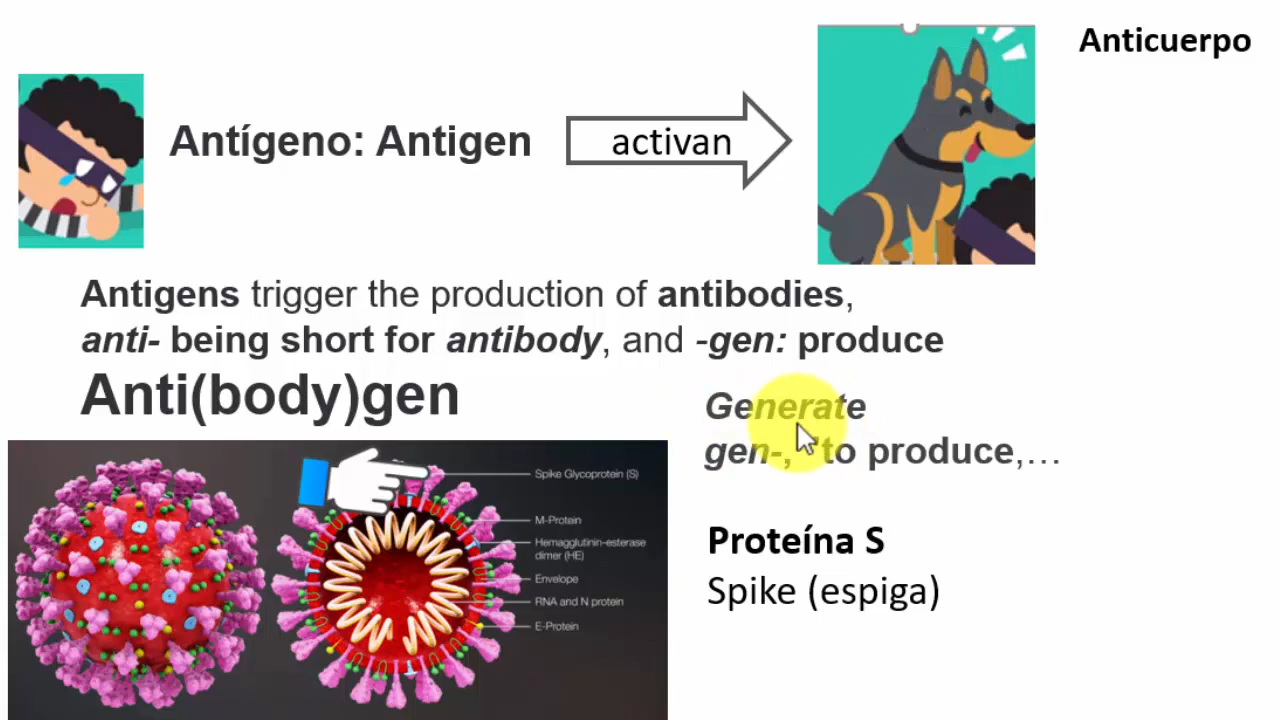 Anticuerpo
Antígeno: Antigen
activan
Antigens trigger the production of antibodies,
anti- being short for antibody, and -gen: produce
Anti(body)gen
Generate
gen-, "to produce,…
Spike Glycoprotein (S)
M-Protein
Hemagglutinin-esterase
dimer (HE)
Envelope
RNA and N protein
E-Protein
Proteína S
Spike (espiga)